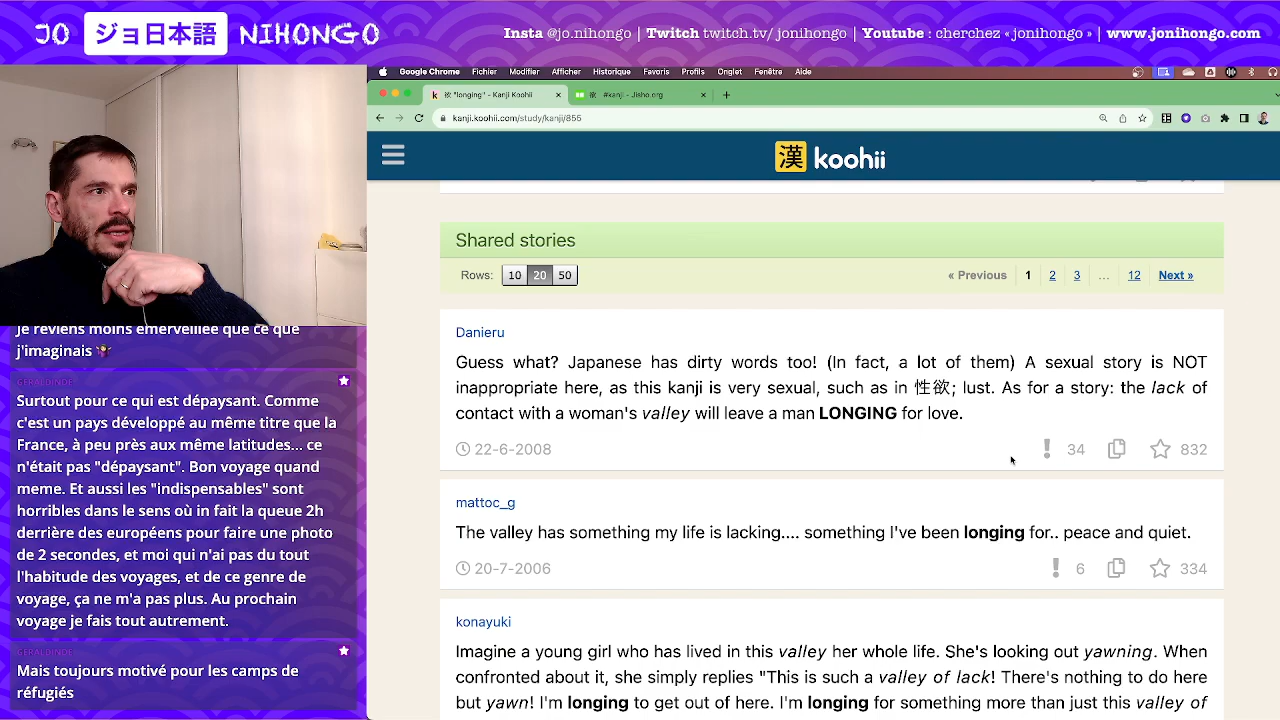 JO ジョ日本語 NIHONGO
Insta @jo.nihongo | Twitch twitch.tv/ jonihongo | Youtube : cherchez « jonihongo » | www.jonihongo.com
Google Chrome Fichier Modifier Afficher Historique Favoris Profils Onglet Fenêtre Aide
欲 "longing" - Kanji Koohii
欲 #kanji - Jisho.org
kanji.koohii.com/study/kanji/856
漢 koohii
Shared stories
Rows: 10 20 50
« Previous 1 2 3 ... 12 Next »
Danieru
Guess what? Japanese has dirty words too! (In fact, a lot of them) A sexual story is NOT
inappropriate here, as this kanji is very sexual, such as in 性欲; lust. As for a story: the lack of
contact with a woman's valley will leave a man LONGING for love.
22-6-2008 34 832
mattoc_g
The valley has something my life is lacking.... something I've been longing for.. peace and quiet.
20-7-2006 6 334
konayuki
Imagine a young girl who has lived in this valley her whole life. She's looking out yawning. When
confronted about it, she simply replies "This is such a valley of lack! There's nothing to do here
but yawn! I'm longing to get out of here. I'm longing for something more than just this valley of
je reviens moins émerveillée que ce que
j'imaginais
GERALDINOE
Surtout pour ce qui est dépaysant. Comme
c'est un pays développé au même titre que la
France, à peu près aux même latitudes... ce
n'était pas "dépaysant". Bon voyage quand
meme. Et aussi les "indispensables" sont
horribles dans le sens où in fait la queue 2h
derrière des européens pour faire une photo
de 2 secondes, et moi qui n'ai pas du tout
l'habitude des voyages, et de ce genre de
voyage, ça ne m'a pas plus. Au prochain
voyage je fais tout autrement.
GERALDINOE
Mais toujours motivé pour les camps de
réfugiés